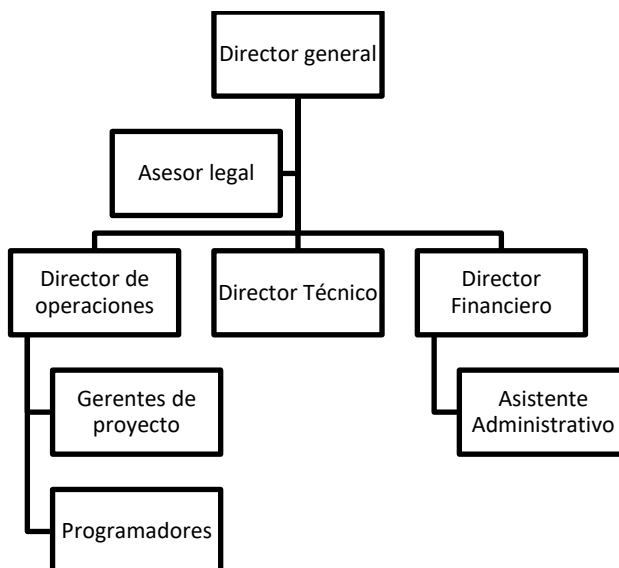 Director general
Asesor legal
Director de
operaciones
Director Técnico
Director
Financiero
Gerentes de
proyecto
Asistente
Administrativo
Programadores